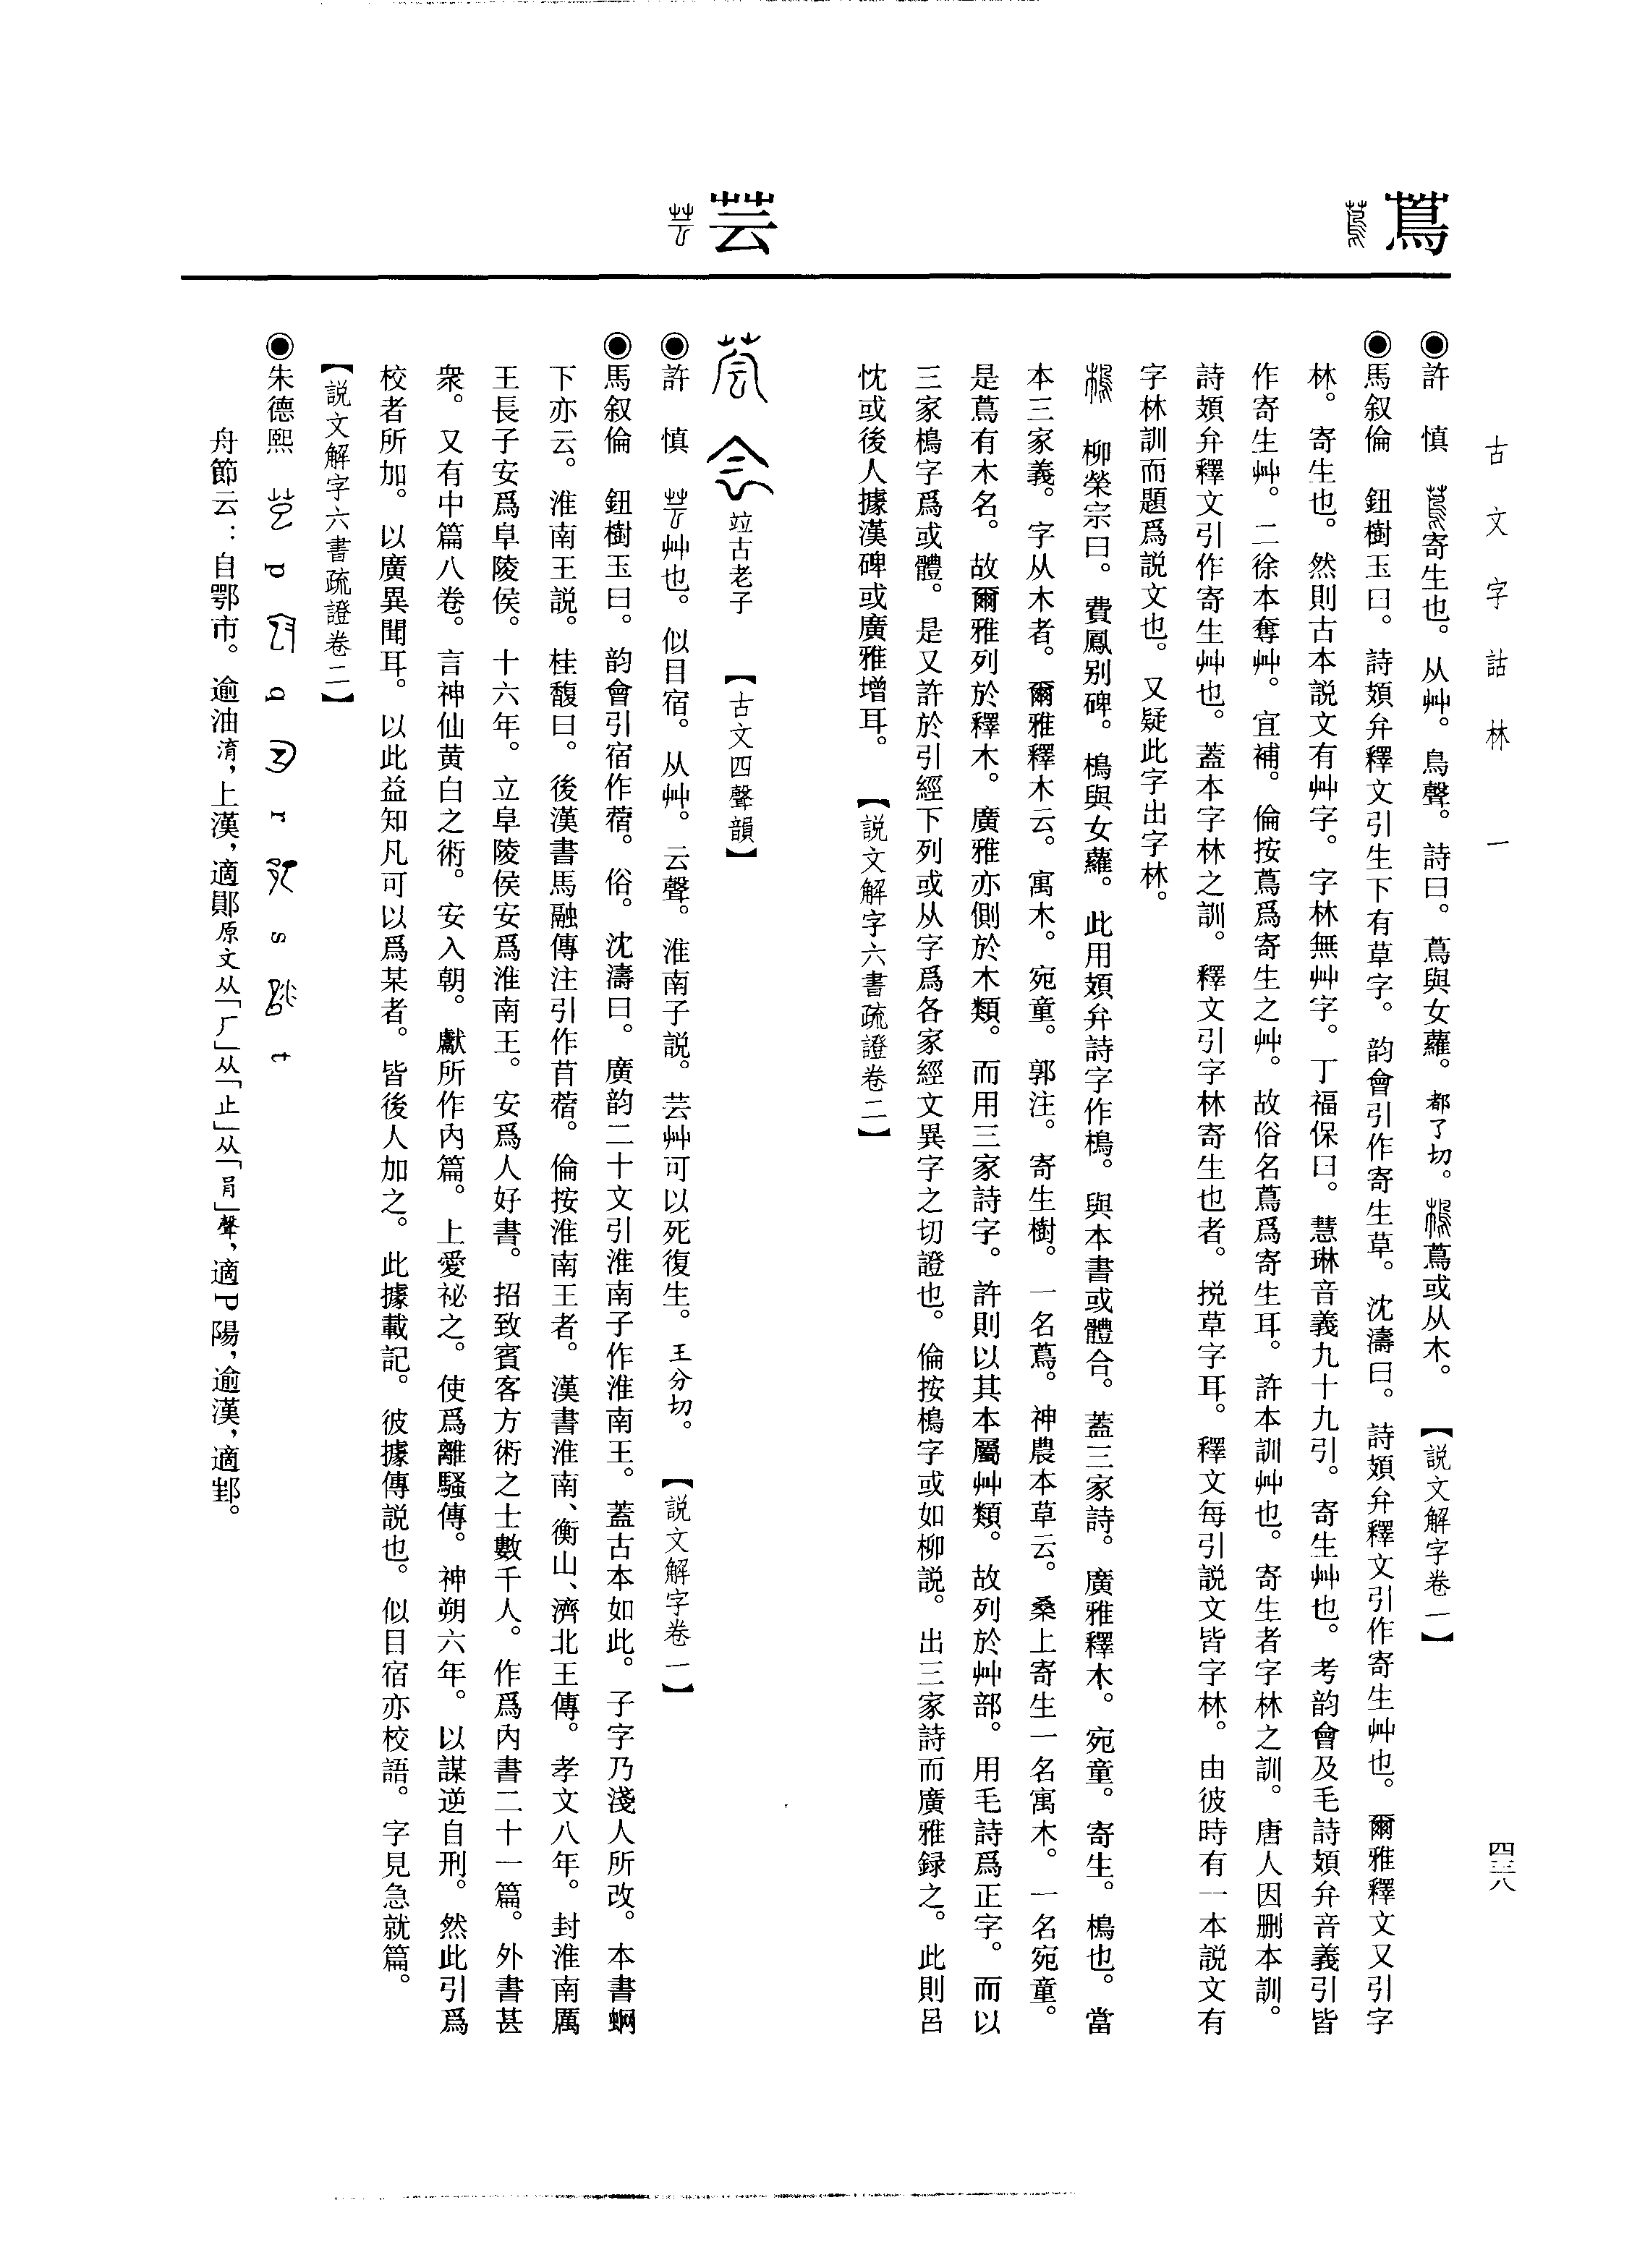 古文字詁林　一
四三八
蔦
●許　慎　寄生也。从艸。鳥聲。詩曰。蔦與女蘿。都了切。蔦或从木。【説文解字卷一】
●馬叙倫　鈕樹玉曰。詩頍弁釋文引生下有草字。韵會引作寄生草。沈濤曰。詩頍弁釋文引作寄生艸也。爾雅釋文又引字
林。寄生也。然則古本説文有艸字。字林無艸字。丁福保曰。慧琳音義九十九引。寄生艸也。考韵會及毛詩頍弁音義引皆
作寄生艸。二徐本奪艸。宜補。倫按蔦爲寄生之艸。故俗名蔦爲寄生耳。許本訓艸也。寄生者字林之訓。唐人因删本訓。
詩頍弁釋文引作寄生艸也。蓋本字林之訓。釋文引字林寄生也者。挩草字耳。釋文每引説文皆字林。由彼時有一本説文有
字林訓而題爲説文也。又疑此字出字林。
柳榮宗曰。費鳳别碑。樢與女蘿。此用頍弁詩字作樢。與本書或體合。蓋三家詩。廣雅釋木。宛童。寄生。樢也。當
本三家義。字从木者。爾雅釋木云。寓木。宛童。郭注。寄生樹。一名蔦。神農本草云。桑上寄生一名寓木。一名宛童。
是蔦有木名。故爾雅列於釋木。廣雅亦側於木類。而用三家詩字。許則以其本屬艸類。故列於艸部。用毛詩爲正字。而以
三家樢字爲或體。是又許於引經下列或从字爲各家經文異字之切證也。倫按樢字或如柳説。出三家詩而廣雅録之。此則呂
忱或後人據漢碑或廣雅增耳。【説文解字六書疏證卷二】
芸
竝古老子　【古文四聲韻】
●許　慎　艸也。似目宿。从艸。云聲。淮南子説。芸艸可以死復生。王分切。【説文解字卷一】
●馬叙倫　鈕樹玉曰。韵會引宿作蓿。俗。沈濤曰。廣韵二十文引淮南子作淮南王。蓋古本如此。子字乃淺人所改。本書蛧
下亦云。淮南王説。桂馥曰。後漢書馬融傳注引作苜蓿。倫按淮南王者。漢書淮南、衡山、濟北王傳。孝文八年。封淮南厲
王長子安爲阜陵侯。十六年。立阜陵侯安爲淮南王。安爲人好書。招致賓客方術之士數千人。作爲内書二十一篇。外書甚
衆。又有中篇八卷。言神仙黄白之術。安入朝。獻所作内篇。上愛祕之。使爲離騷傳。神朔六年。以謀逆自刑。然此引爲
校者所加。以廣異聞耳。以此益知凡可以爲某者。皆後人加之。此據載記。彼據傳説也。似目宿亦校語。字見急就篇。
【説文解字六書疏證卷二】
●朱德熙　p　q　r　s　t
舟節云：自鄂市。逾油淯，上漢，適鄖原文从「厂」从「止」从「肙」聲，適P陽，逾漢，適郢。